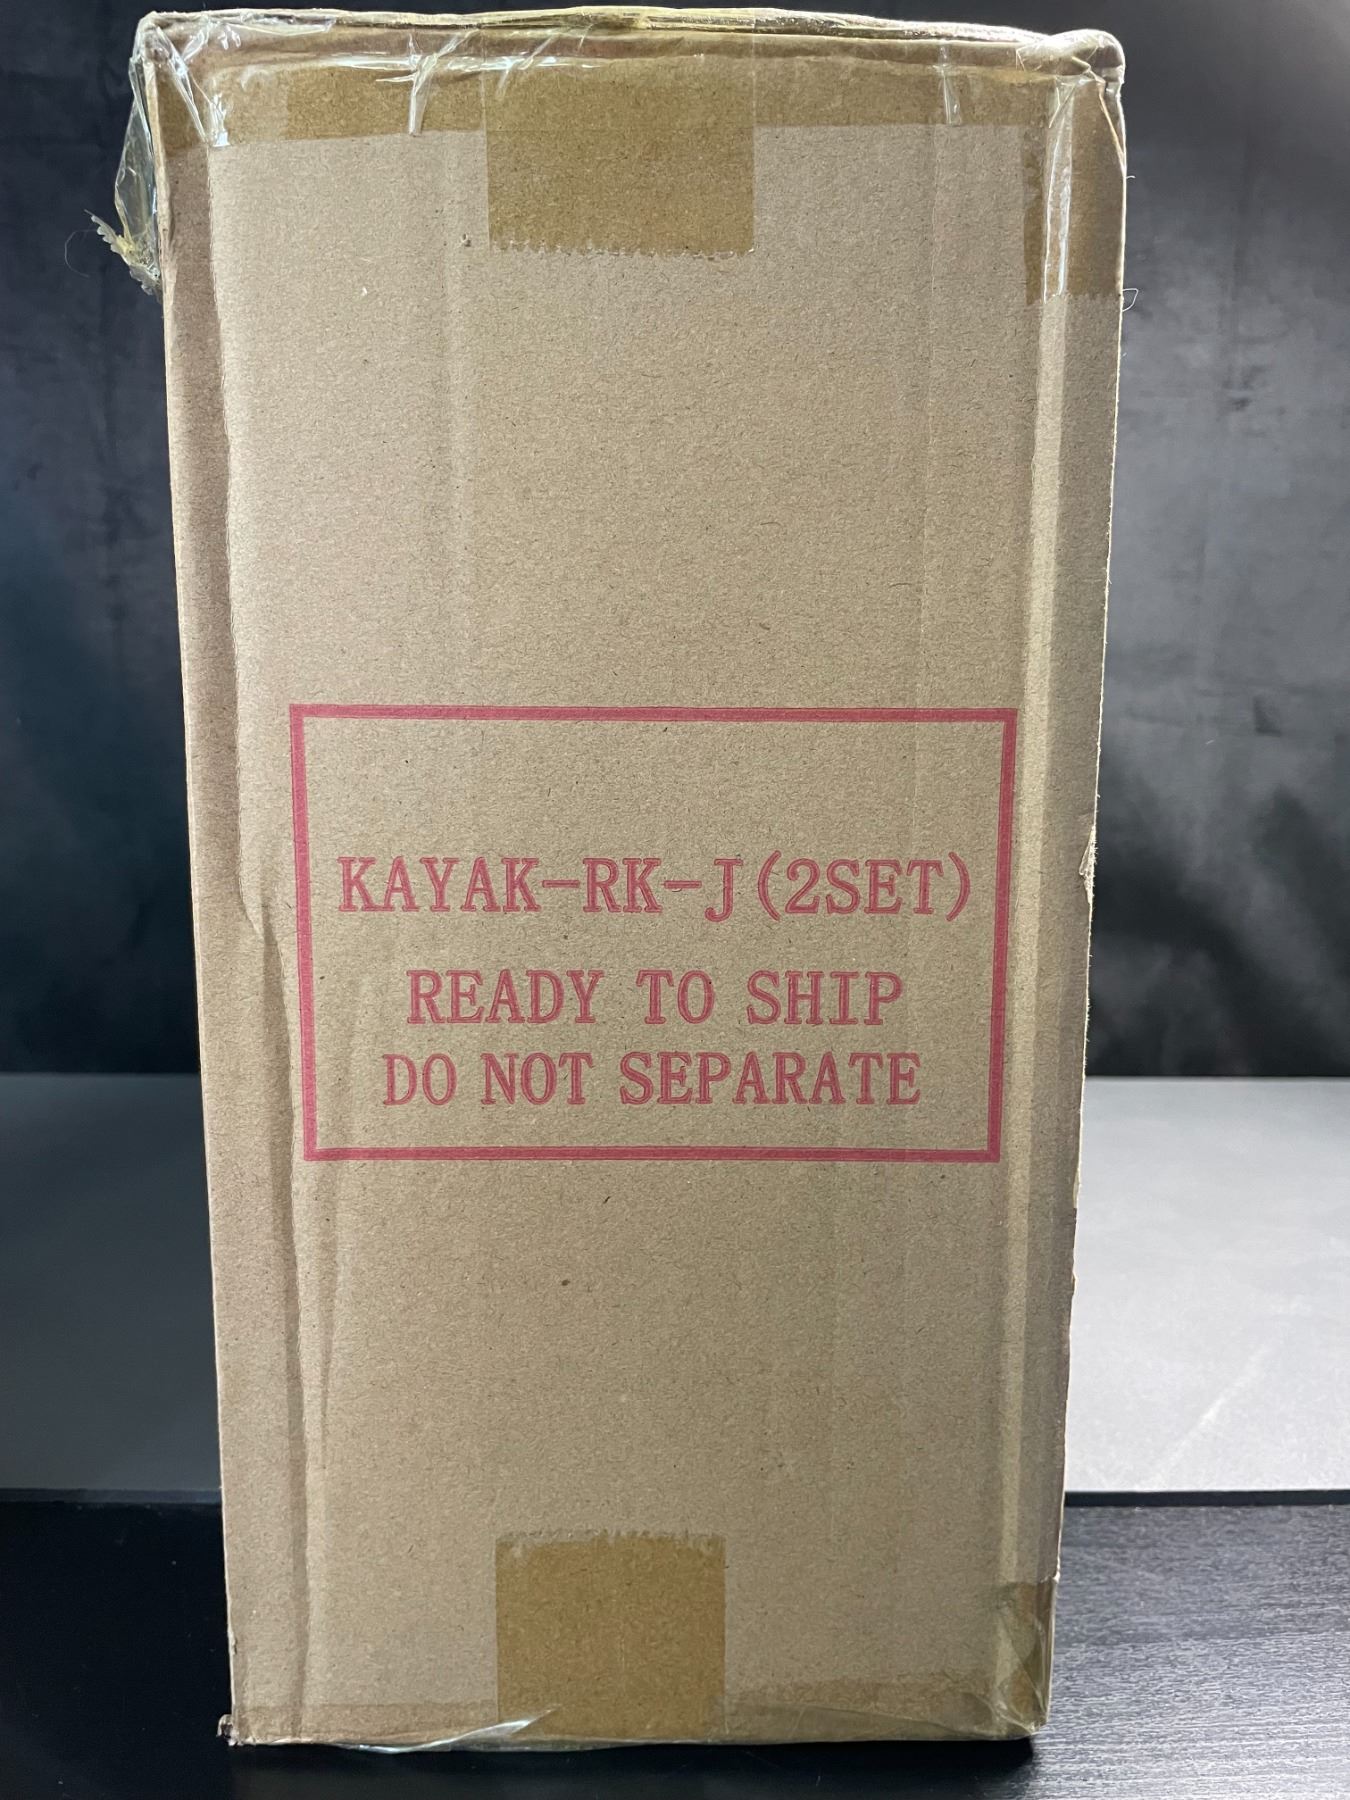 KAYAK-RK-J(2SET)
READY TO SHIP
DO NOT SEPARATE